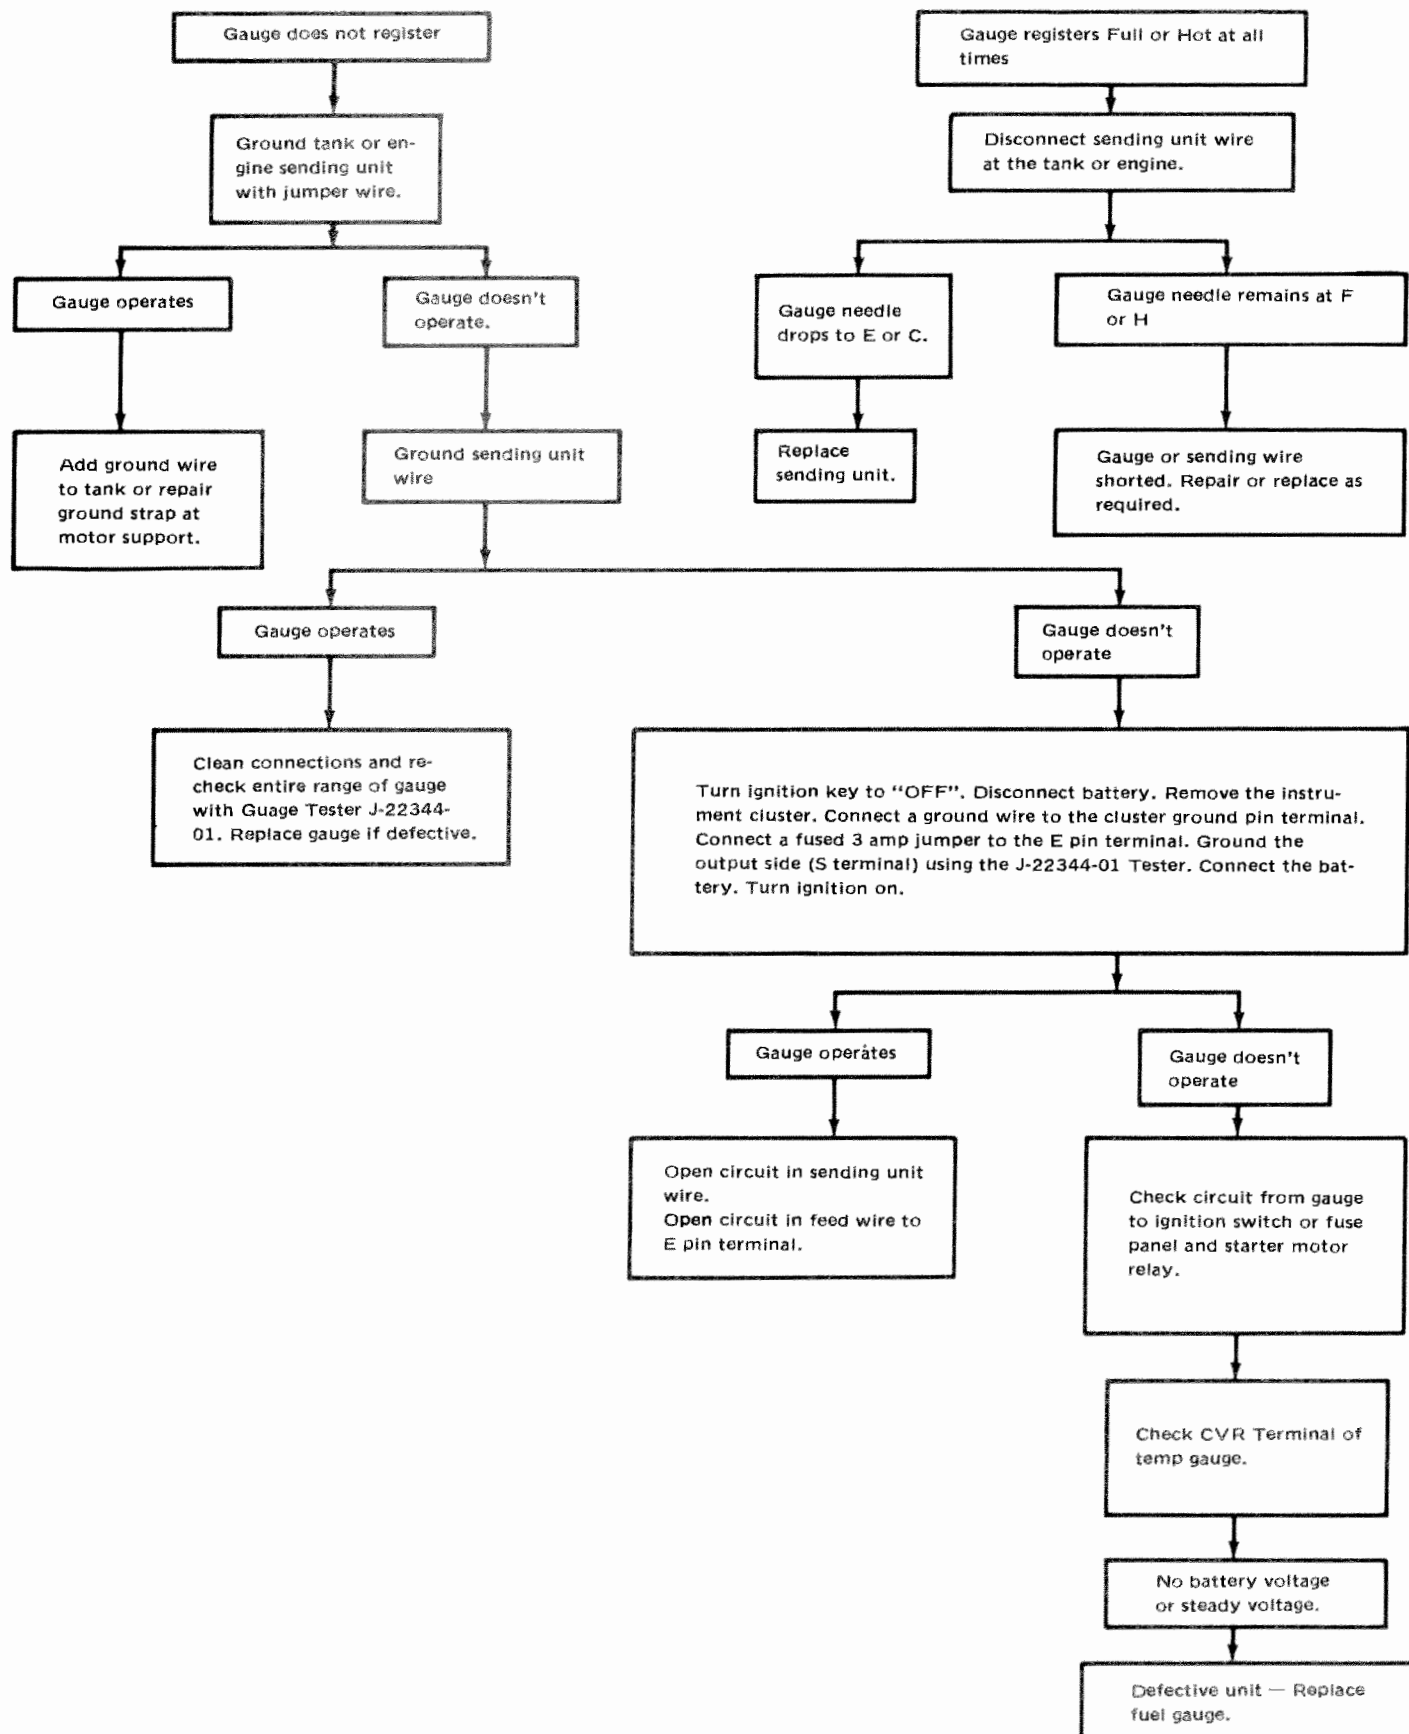 Gauge does not register
Ground tank or en-
gine sending unit
with jumper wire.
Gauge operates
Gauge doesn't
operate.
Add ground wire
to tank or repair
ground strap at
motor support.
Ground sending unit
wire
Gauge registers Full or Hot at all
times
Disconnect sending unit wire
at the tank or engine.
Gauge needle
drops to E or C.
Gauge needle remains at F
or H
Replace
sending unit.
Gauge or sending wire
shorted. Repair or replace as
required.
Gauge operates
Gauge doesn't
operate
Clean connections and re-
check entire range of gauge
with Guage Tester J-22344-
01. Replace gauge if defective.
Turn ignition key to “OFF”. Disconnect battery. Remove the instru-
ment cluster. Connect a ground wire to the cluster ground pin terminal.
Connect a fused 3 amp jumper to the E pin terminal. Ground the
output side (S terminal) using the J-22344-01 Tester. Connect the bat-
tery. Turn ignition on.
Gauge operates
Gauge doesn't
operate
Open circuit in sending unit
wire.
Open circuit in feed wire to
E pin terminal.
Check circuit from gauge
to ignition switch or fuse
panel and starter motor
relay.
Check CVR Terminal of
temp gauge.
No battery voltage
or steady voltage.
Defective unit — Replace
fuel gauge.